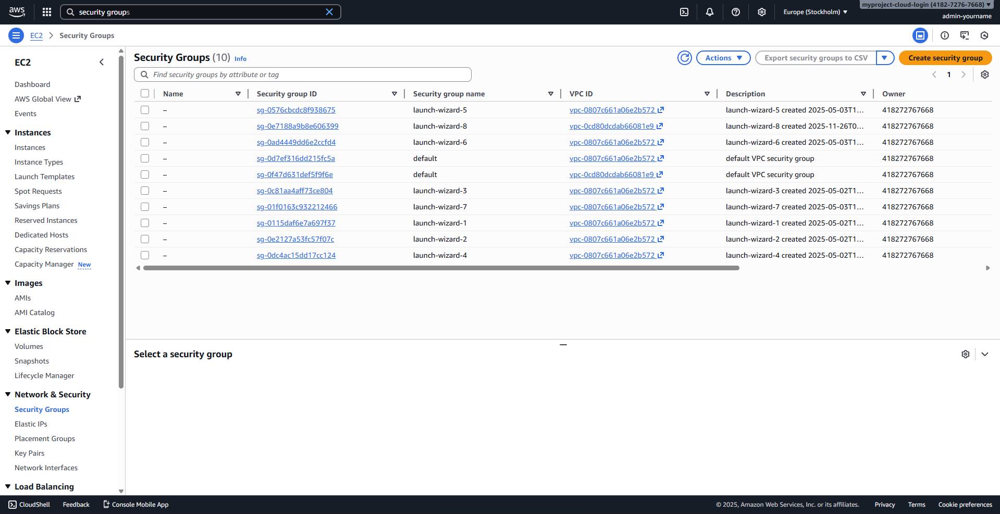 aws
security groups
Europe (Stockholm)
myproject-cloud-login (4182-7276-7668)
admin-yourname
EC2
Security Groups
EC2
Dashboard
AWS Global View
Events
Instances
Instances
Instance Types
Launch Templates
Spot Requests
Savings Plans
Reserved Instances
Dedicated Hosts
Capacity Reservations
Capacity Manager New
Images
AMIs
AMI Catalog
Elastic Block Store
Volumes
Snapshots
Lifecycle Manager
Network & Security
Security Groups
Elastic IPs
Placement Groups
Key Pairs
Network Interfaces
Load Balancing
Security Groups (10) Info
Actions
Export security groups to CSV
Create security group
Find security groups by attribute or tag
1
Name Security group ID Security group name VPC ID Description Owner
– sg-0576cbcdc8f938675 launch-wizard-5 vpc-0807c661a06e2b572 launch-wizard-5 created 2025-05-03T1... 418272767668
– sg-0e7188a9b8e606399 launch-wizard-8 vpc-0cd80dcdab66081e9 launch-wizard-8 created 2025-11-26T0... 418272767668
– sg-0ad4449dd6e2ccfd4 launch-wizard-6 vpc-0807c661a06e2b572 launch-wizard-6 created 2025-05-03T1... 418272767668
– sg-0d7ef316dd215fc5a default vpc-0807c661a06e2b572 default VPC security group 418272767668
– sg-0f47d631def5f9f6e default vpc-0cd80dcdab66081e9 default VPC security group 418272767668
– sg-0c81aa4aff73ce804 launch-wizard-3 vpc-0807c661a06e2b572 launch-wizard-3 created 2025-05-02T1... 418272767668
– sg-01f0163c932212466 launch-wizard-7 vpc-0807c661a06e2b572 launch-wizard-7 created 2025-05-03T1... 418272767668
– sg-0115daf6e7a697f37 launch-wizard-1 vpc-0807c661a06e2b572 launch-wizard-1 created 2025-05-02T1... 418272767668
– sg-0e2127a53fc57f07c launch-wizard-2 vpc-0807c661a06e2b572 launch-wizard-2 created 2025-05-02T1... 418272767668
– sg-0dc4ac15dd17cc124 launch-wizard-4 vpc-0807c661a06e2b572 launch-wizard-4 created 2025-05-02T1... 418272767668
Select a security group
CloudShell Feedback Console Mobile App
© 2025, Amazon Web Services, Inc. or its affiliates. Privacy Terms Cookie preferences